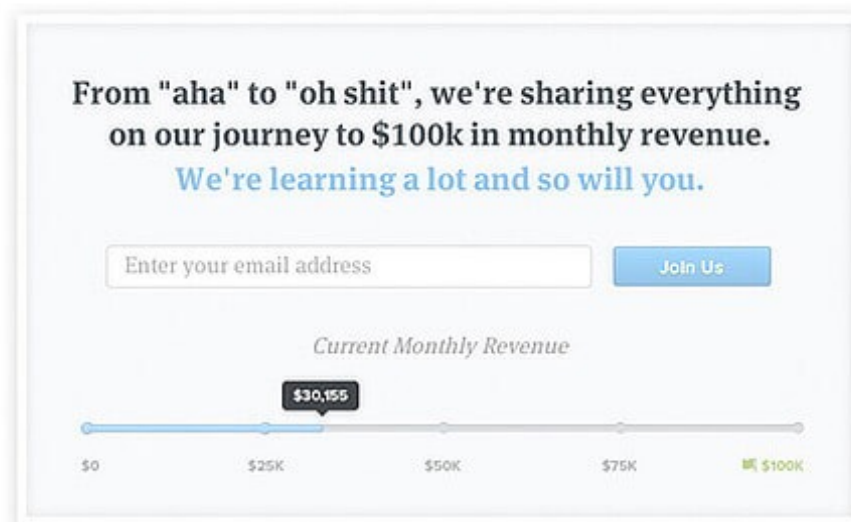 From "aha" to "oh shit", we're sharing everything
on our journey to $100k in monthly revenue.
We're learning a lot and so will you.
Enter your email address
Join Us
Current Monthly Revenue
$30,155
$0 $25K $50K $75K $100K